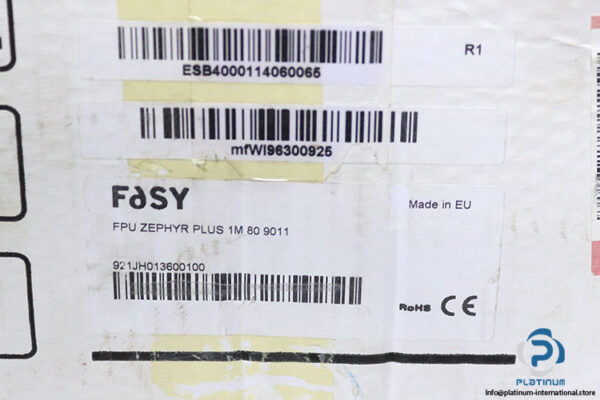 ESB4000114060065
R1
mfWI96300925
FASY
Made in EU
FPU ZEPHYR PLUS 1M 80 9011
921JH013600100
RoHS CE
PLATINUM
Info@platinum-international.store